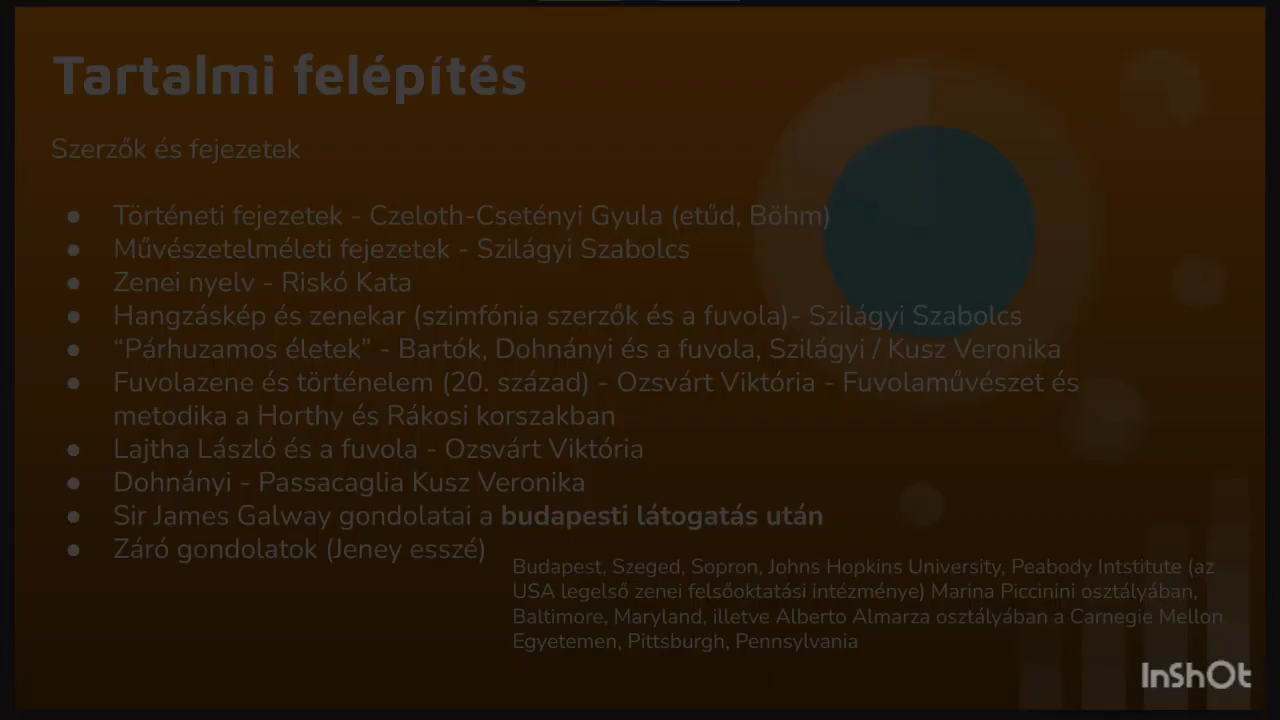 Tartalmi felépítés
Szerzők és fejezetek
● Történeti fejezetek - Czeloth-Csetényi Gyula (etűd, Böhm)
● Művészetelméleti fejezetek - Szilágyi Szabolcs
● Zenei nyelv - Riskó Kata
● Hangzáskép és zenekar (szimfónia szerzők és a fuvola)- Szilágyi Szabolcs
● “Párhuzamos életek” - Bartók, Dohnányi és a fuvola, Szilágyi / Kusz Veronika
● Fuvolazene és történelem (20. század) - Ozsvárt Viktória - Fuvolaművészet és
metodika a Horthy és Rákosi korszakban
● Lajtha László és a fuvola - Ozsvárt Viktória
● Dohnányi - Passacaglia Kusz Veronika
● Sir James Galway gondolatai a budapesti látogatás után
● Záró gondolatok (Jeney esszé)
Budapest, Szeged, Sopron, Johns Hopkins University, Peabody Intstitute (az
USA legelső zenei felsőoktatási intézménye) Marina Piccinini osztályában,
Baltimore, Maryland, illetve Alberto Almarza osztályában a Carnegie Mellon
Egyetemen, Pittsburgh, Pennsylvania
InShOt